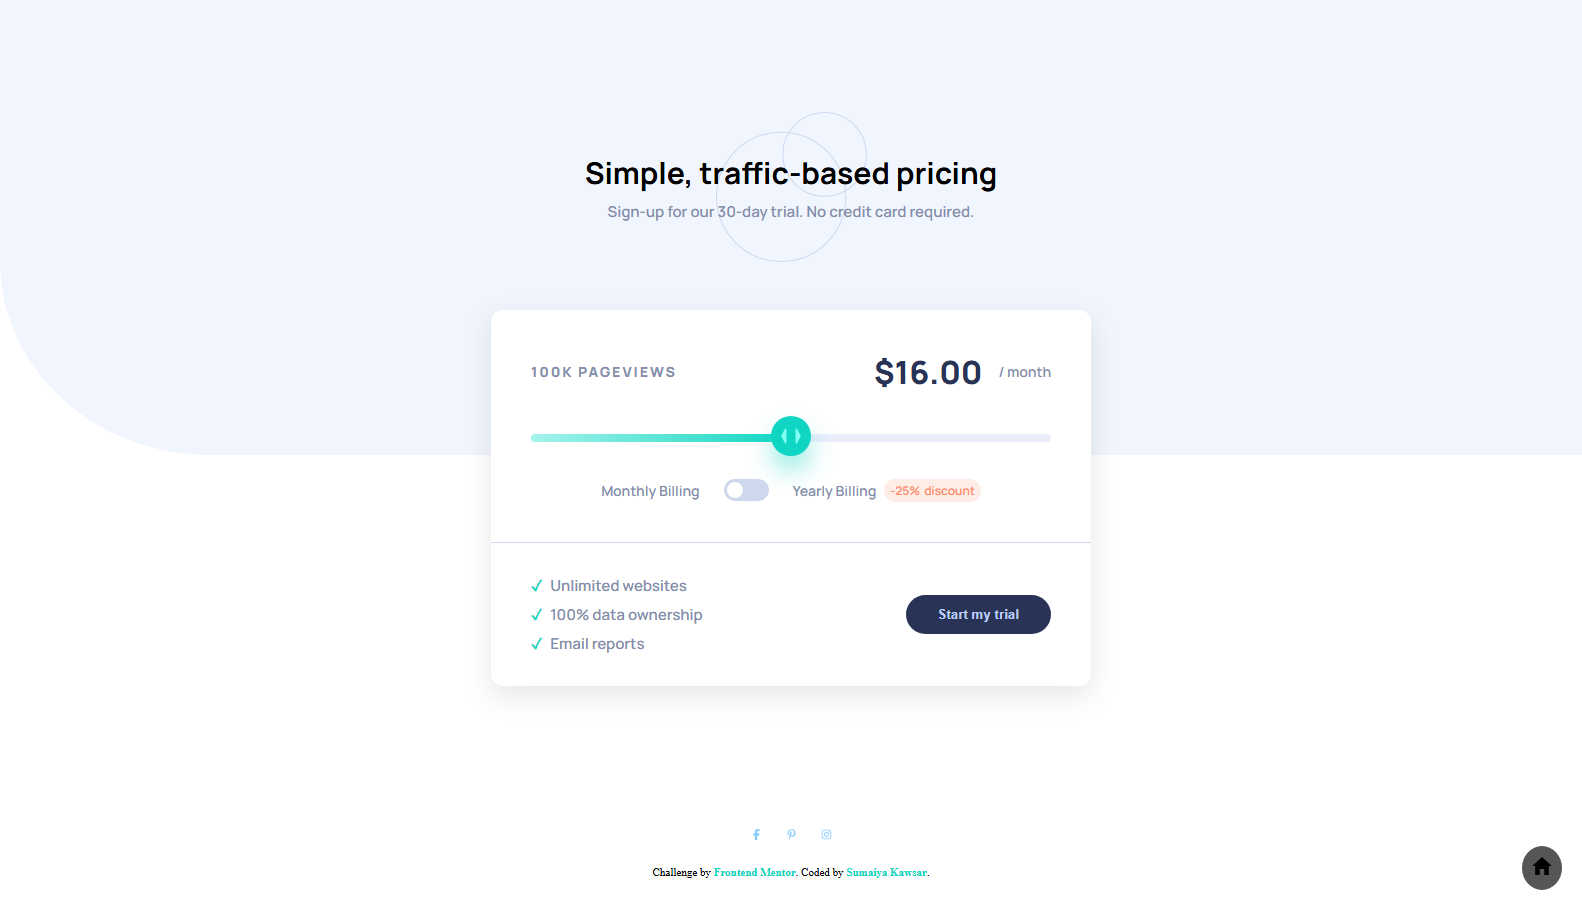 Simple, traffic-based pricing
Sign-up for our 30-day trial. No credit card required.
100K PAGEVIEWS
$16.00 / month
Monthly Billing
Yearly Billing -25% discount
✓ Unlimited websites
✓ 100% data ownership
✓ Email reports
Start my trial
Challenge by Frontend Mentor. Coded by Sumaiya Kawsar.